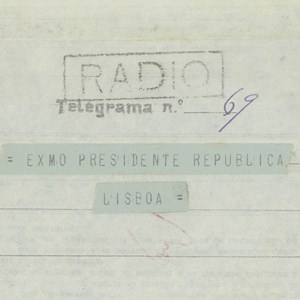 RADIO
Telegrama n.º 69
= EXMO PRESIDENTE REPUBLICA
LISBOA =